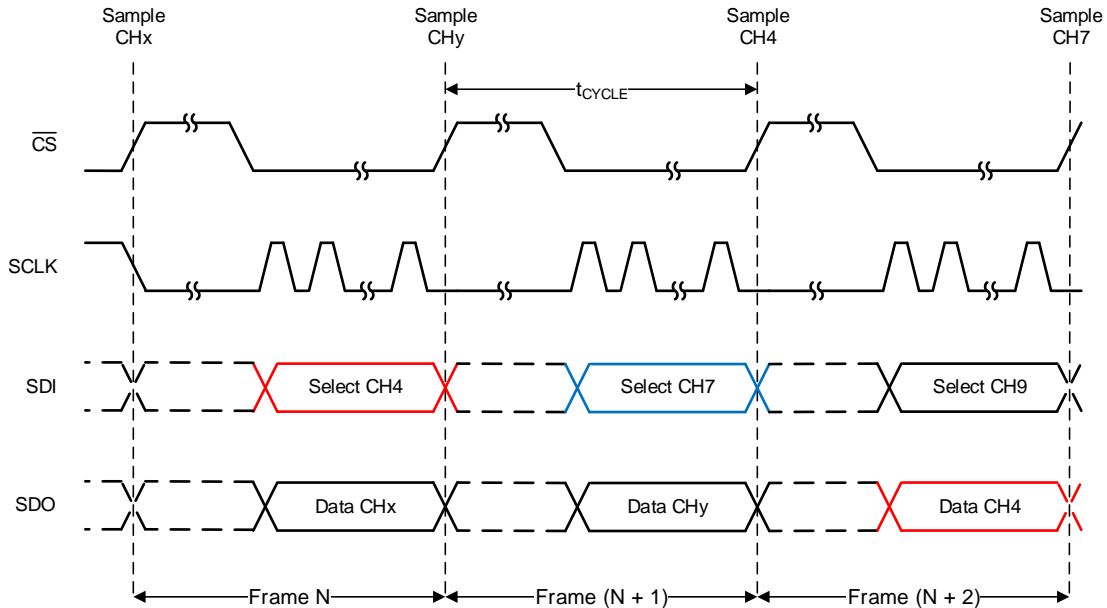 Sample
CHx
Sample
CHy
Sample
CH4
Sample
CH7
tCYCLE
CS
SCLK
SDI
Select CH4
Select CH7
Select CH9
SDO
Data CHx
Data CHy
Data CH4
Frame N
Frame (N + 1)
Frame (N + 2)